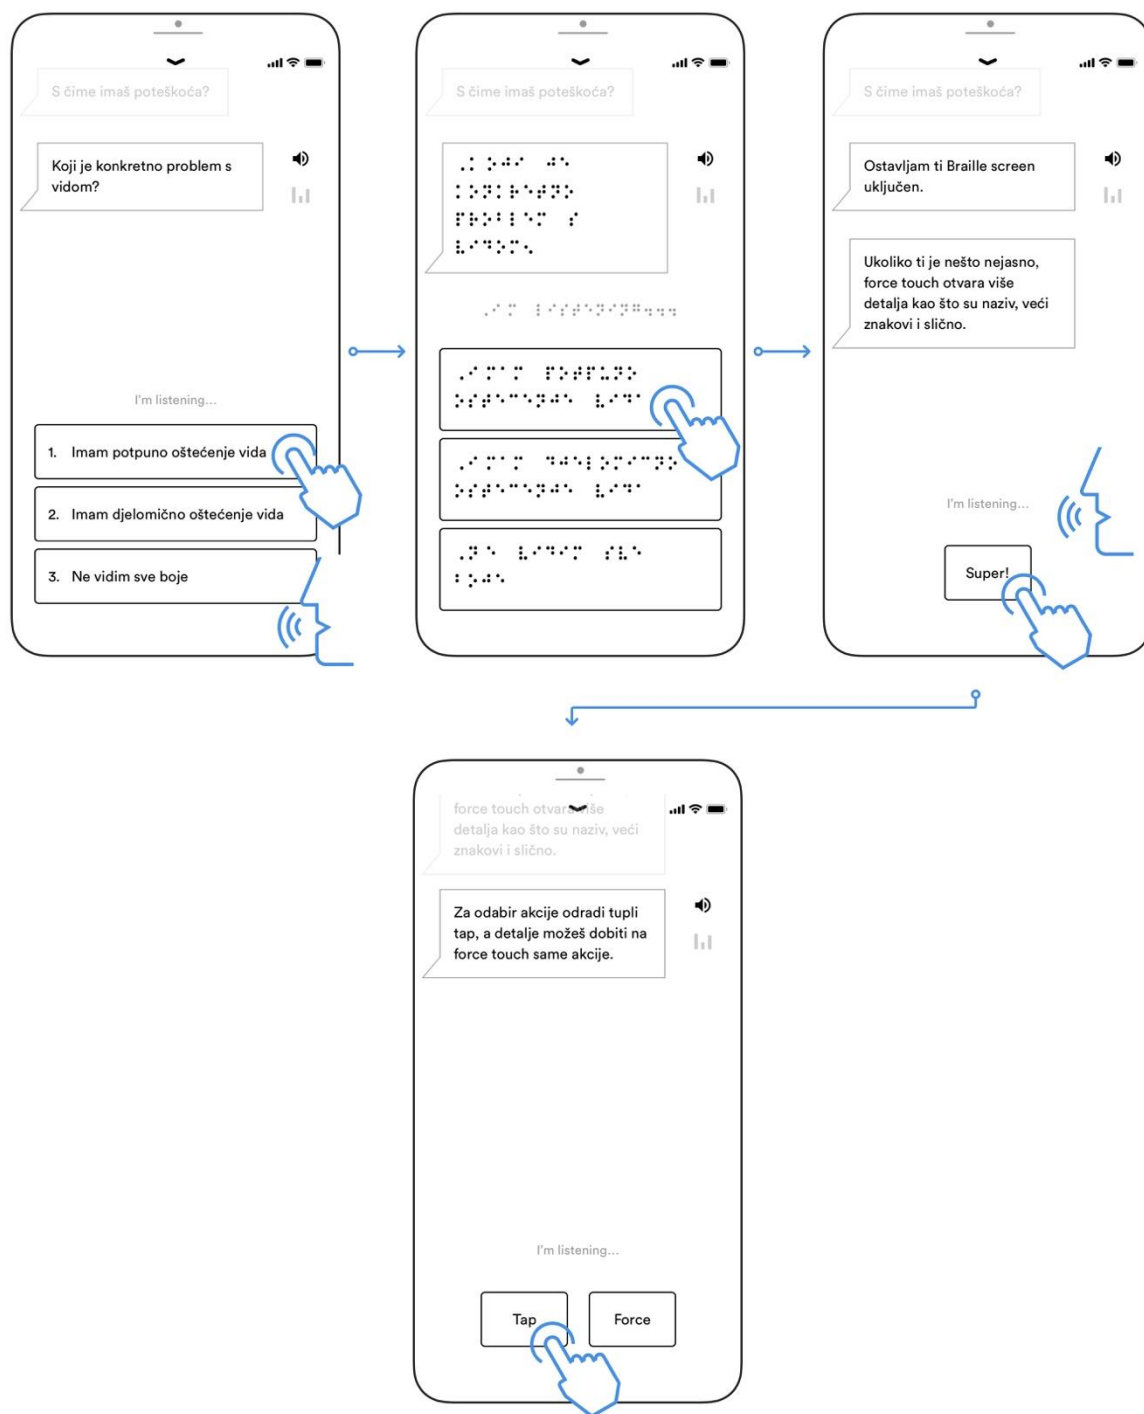 S čime imaš poteškoća?
Koji je konkretno problem s
vidom?
I'm listening...
1. Imam potpuno oštećenje vida
2. Imam djelomično oštećenje vida
3. Ne vidim sve boje
S čime imaš poteškoća?
⠠⠅⠕⠚⠊ ⠚⠑
⠅⠕⠝⠅⠗⠑⠞⠝⠕
⠏⠗⠕⠃⠇⠑⠍ ⠎
⠧⠊⠙⠕⠍⠢
⠠⠊⠍ ⠇⠊⠎⠞⠑⠝⠊⠝⠛⠲⠲⠲
⠠⠊⠍⠁⠍ ⠏⠕⠞⠏⠥⠝⠕
⠕⠎⠞⠑⠉⠑⠝⠚⠑ ⠧⠊⠙⠁
⠠⠊⠍⠁⠍ ⠙⠚⠑⠇⠕⠍⠊⠉⠝⠕
⠕⠎⠞⠑⠉⠑⠝⠚⠑ ⠧⠊⠙⠁
⠠⠝⠑ ⠧⠊⠙⠊⠍ ⠎⠧⠑
⠃⠕⠚⠑
S čime imaš poteškoća?
Ostavljam ti Braille screen
uključen.
Ukoliko ti je nešto nejasno,
force touch otvara više
detalja kao što su naziv, veći
znakovi i slično.
I'm listening...
Super!
force touch otvara više
detalja kao što su naziv, veći
znakovi i slično.
Za odabir akcije odradi tupli
tap, a detalje možeš dobiti na
force touch same akcije.
I'm listening...
Tap
Force